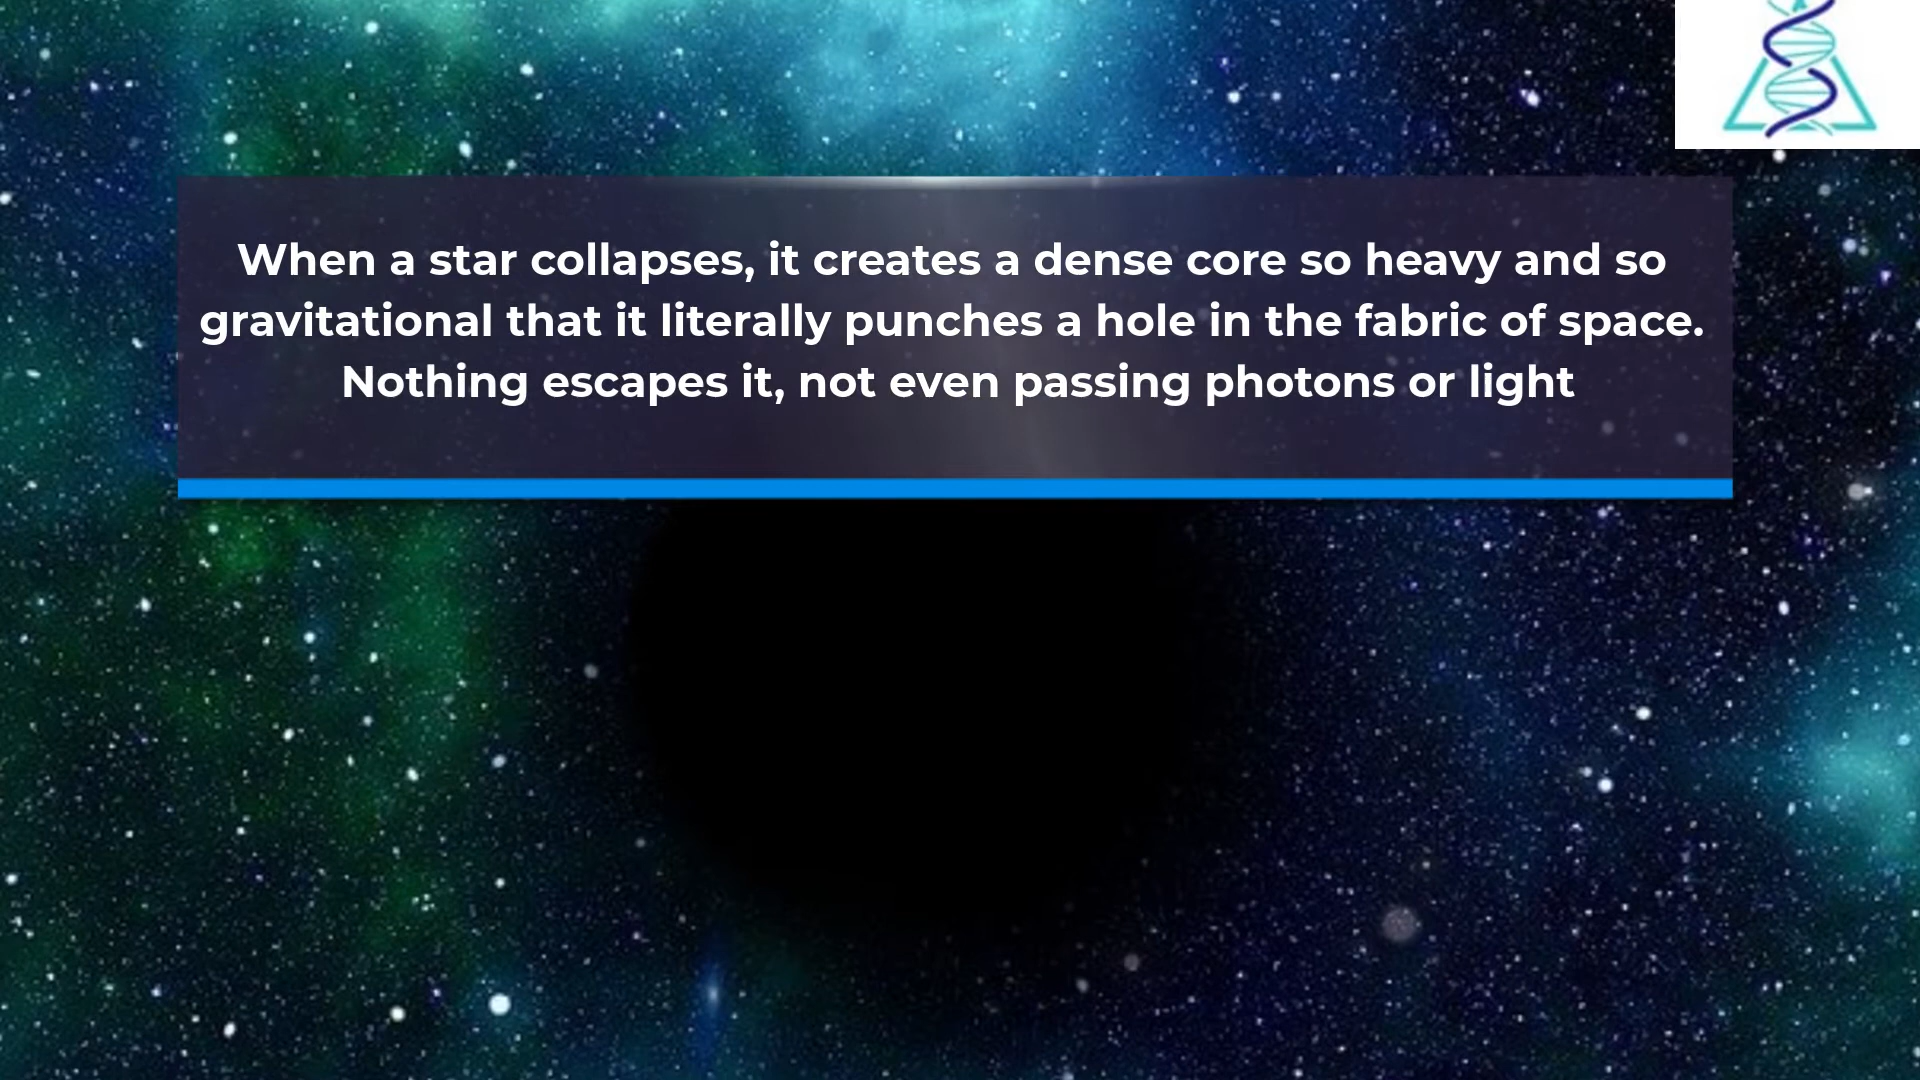 When a star collapses, it creates a dense core so heavy and so
gravitational that it literally punches a hole in the fabric of space.
Nothing escapes it, not even passing photons or light